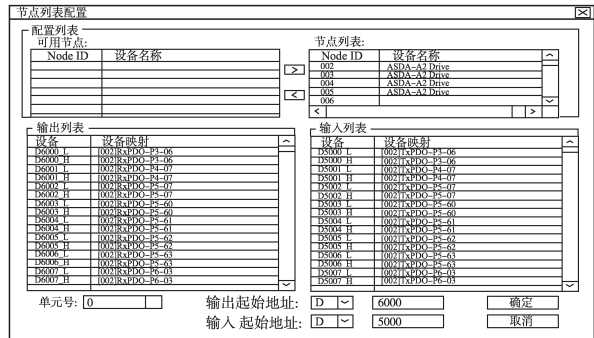 节点列表配置
配置列表
可用节点:
Node ID 设备名称
节点列表:
Node ID 设备名称
002 ASDA-A2 Drive
003 ASDA-A2 Drive
004 ASDA-A2 Drive
005 ASDA-A2 Drive
006
输出列表
设备 设备映射
D6000_L [002]RxPDO-P3-06
D6000_H [002]RxPDO-P3-06
D6001_L [002]RxPDO-P4-07
D6001_H [002]RxPDO-P4-07
D6002_L [002]RxPDO-P5-07
D6002_H [002]RxPDO-P5-07
D6003_L [002]RxPDO-P5-60
D6003_H [002]RxPDO-P5-60
D6004_L [002]RxPDO-P5-61
D6004_H [002]RxPDO-P5-61
D6005_L [002]RxPDO-P5-62
D6005_H [002]RxPDO-P5-62
D6006_L [002]RxPDO-P5-63
D6006_H [002]RxPDO-P5-63
D6007_L [002]RxPDO-P6-03
D6007_H [002]RxPDO-P6-03
输入列表
设备 设备映射
D5000_L [002]TxPDO-P3-06
D5000_H [002]TxPDO-P3-06
D5001_L [002]TxPDO-P4-07
D5001_H [002]TxPDO-P4-07
D5002_L [002]TxPDO-P5-07
D5002_H [002]TxPDO-P5-07
D5003_L [002]TxPDO-P5-60
D5003_H [002]TxPDO-P5-60
D5004_L [002]TxPDO-P5-61
D5004_H [002]TxPDO-P5-61
D5005_L [002]TxPDO-P5-62
D5005_H [002]TxPDO-P5-62
D5006_L [002]TxPDO-P5-63
D5006_H [002]TxPDO-P5-63
D5007_L [002]TxPDO-P6-03
D5007_H [002]TxPDO-P6-03
单元号: 0
输出起始地址: D 6000 确定
输入 起始地址: D 5000 取消